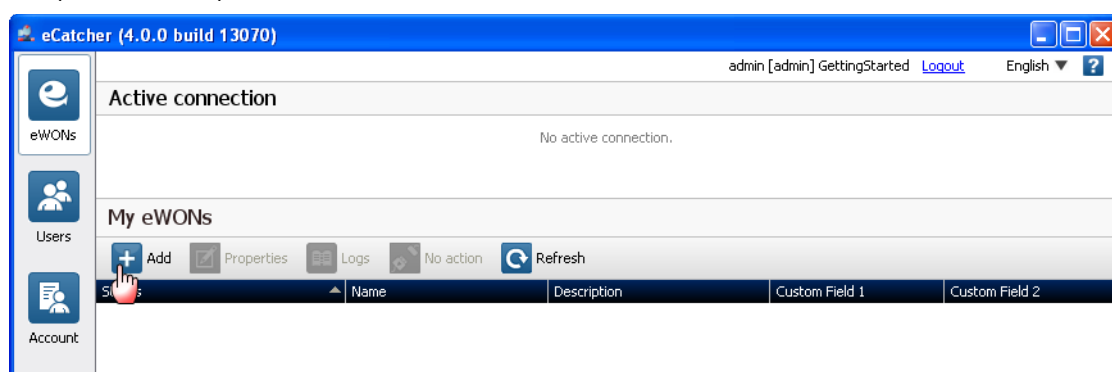 eCatcher (4.0.0 build 13070)
admin [admin] GettingStarted Logout English ▼ ?
eWONs
Active connection
No active connection.
Users
My eWONs
Add Properties Logs No action Refresh
Name Description Custom Field 1 Custom Field 2
Account